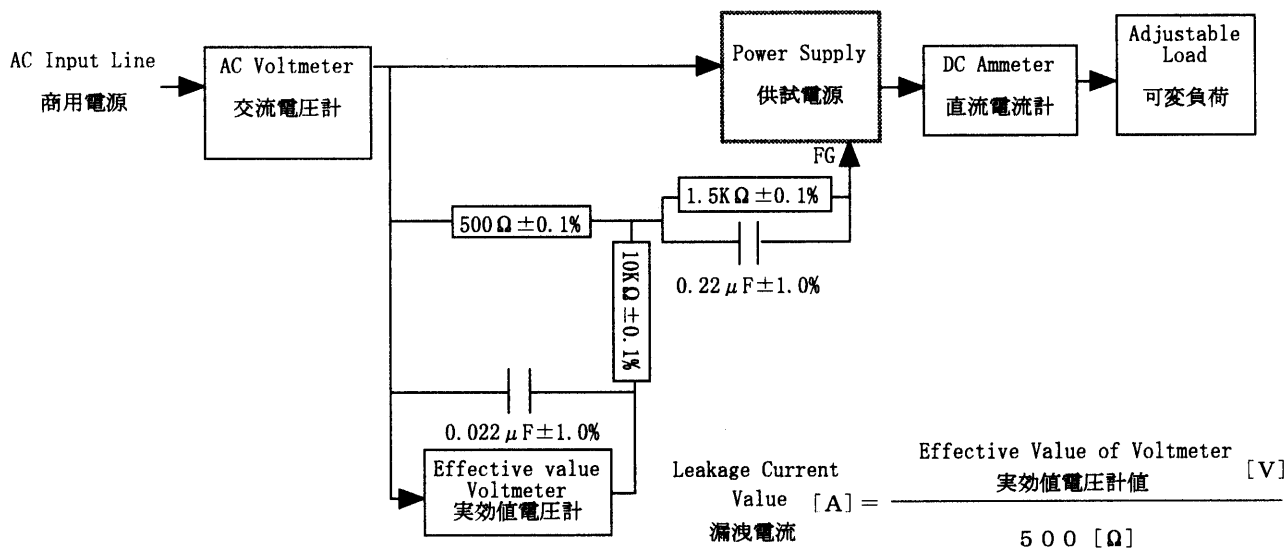 AC Input Line
商用電源
AC Voltmeter
交流電圧計
Power Supply
供試電源
DC Ammeter
直流電流計
Adjustable
Load
可変負荷
FG
1.5KΩ±0.1%
500Ω±0.1%
10KΩ±0.1%
0.22μF±1.0%
0.022μF±1.0%
Effective value
Voltmeter
実効値電圧計
Leakage Current
Value [A]=
漏洩電流
Effective Value of Voltmeter
実効値電圧計値 [V]
500 [Ω]